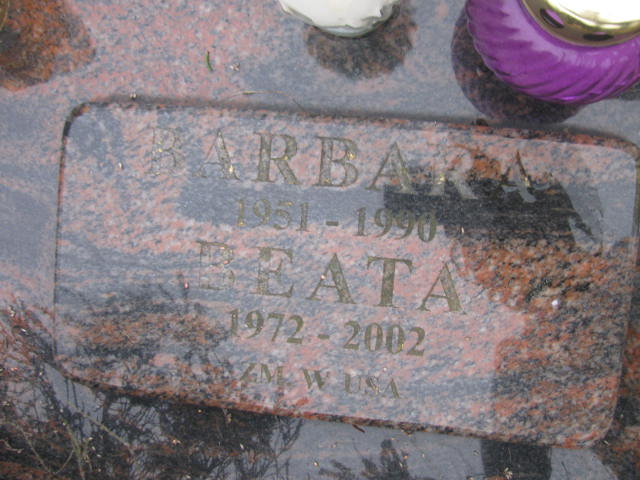 BARBARA
1951 - 1990
BEATA
1972 - 2002
ZM. W USA